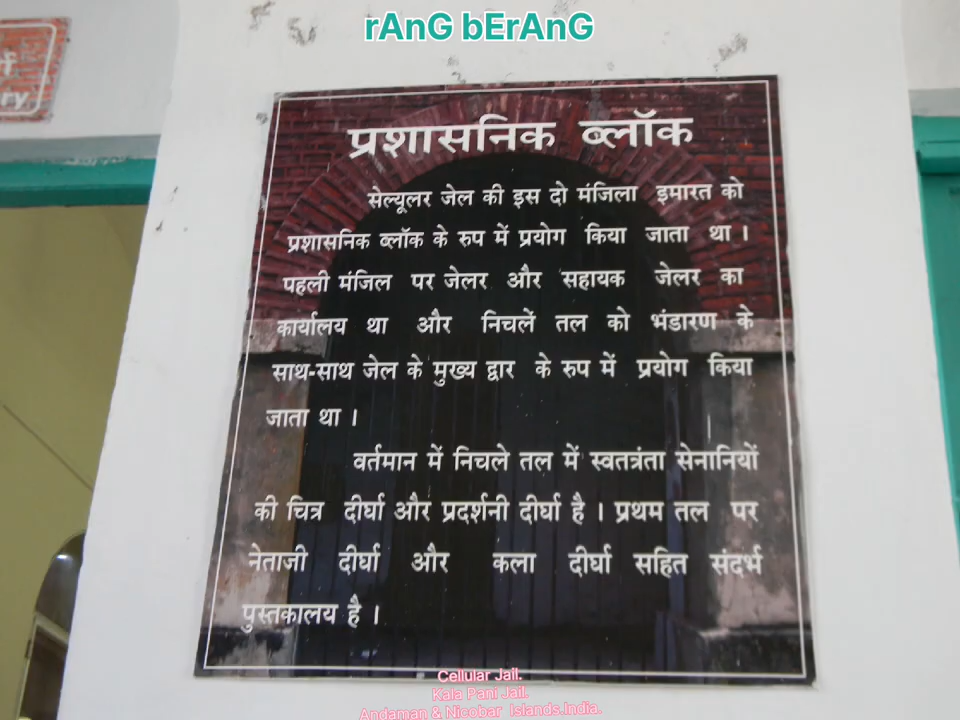 rAnG bErAnG
ry
प्रशासनिक ब्लॉक
सेल्यूलर जेल की इस दो मंजिला इमारत को
प्रशासनिक ब्लॉक के रुप में प्रयोग किया जाता था ।
पहली मंजिल पर जेलर और सहायक जेलर का
कार्यालय था और निचलें तल को भंडारण के
साथ-साथ जेल के मुख्य द्वार के रुप में प्रयोग किया
जाता था ।
वर्तमान में निचले तल में स्वतत्रंता सेनानियों
की चित्र दीर्घा और प्रदर्शनी दीर्घा है । प्रथम तल पर
नेताजी दीर्घा और कला दीर्घा सहित संदर्भ
पुस्तकालय है ।
Cellular Jail.
Kala Pani Jail.
Andaman & Nicobar Islands.India.